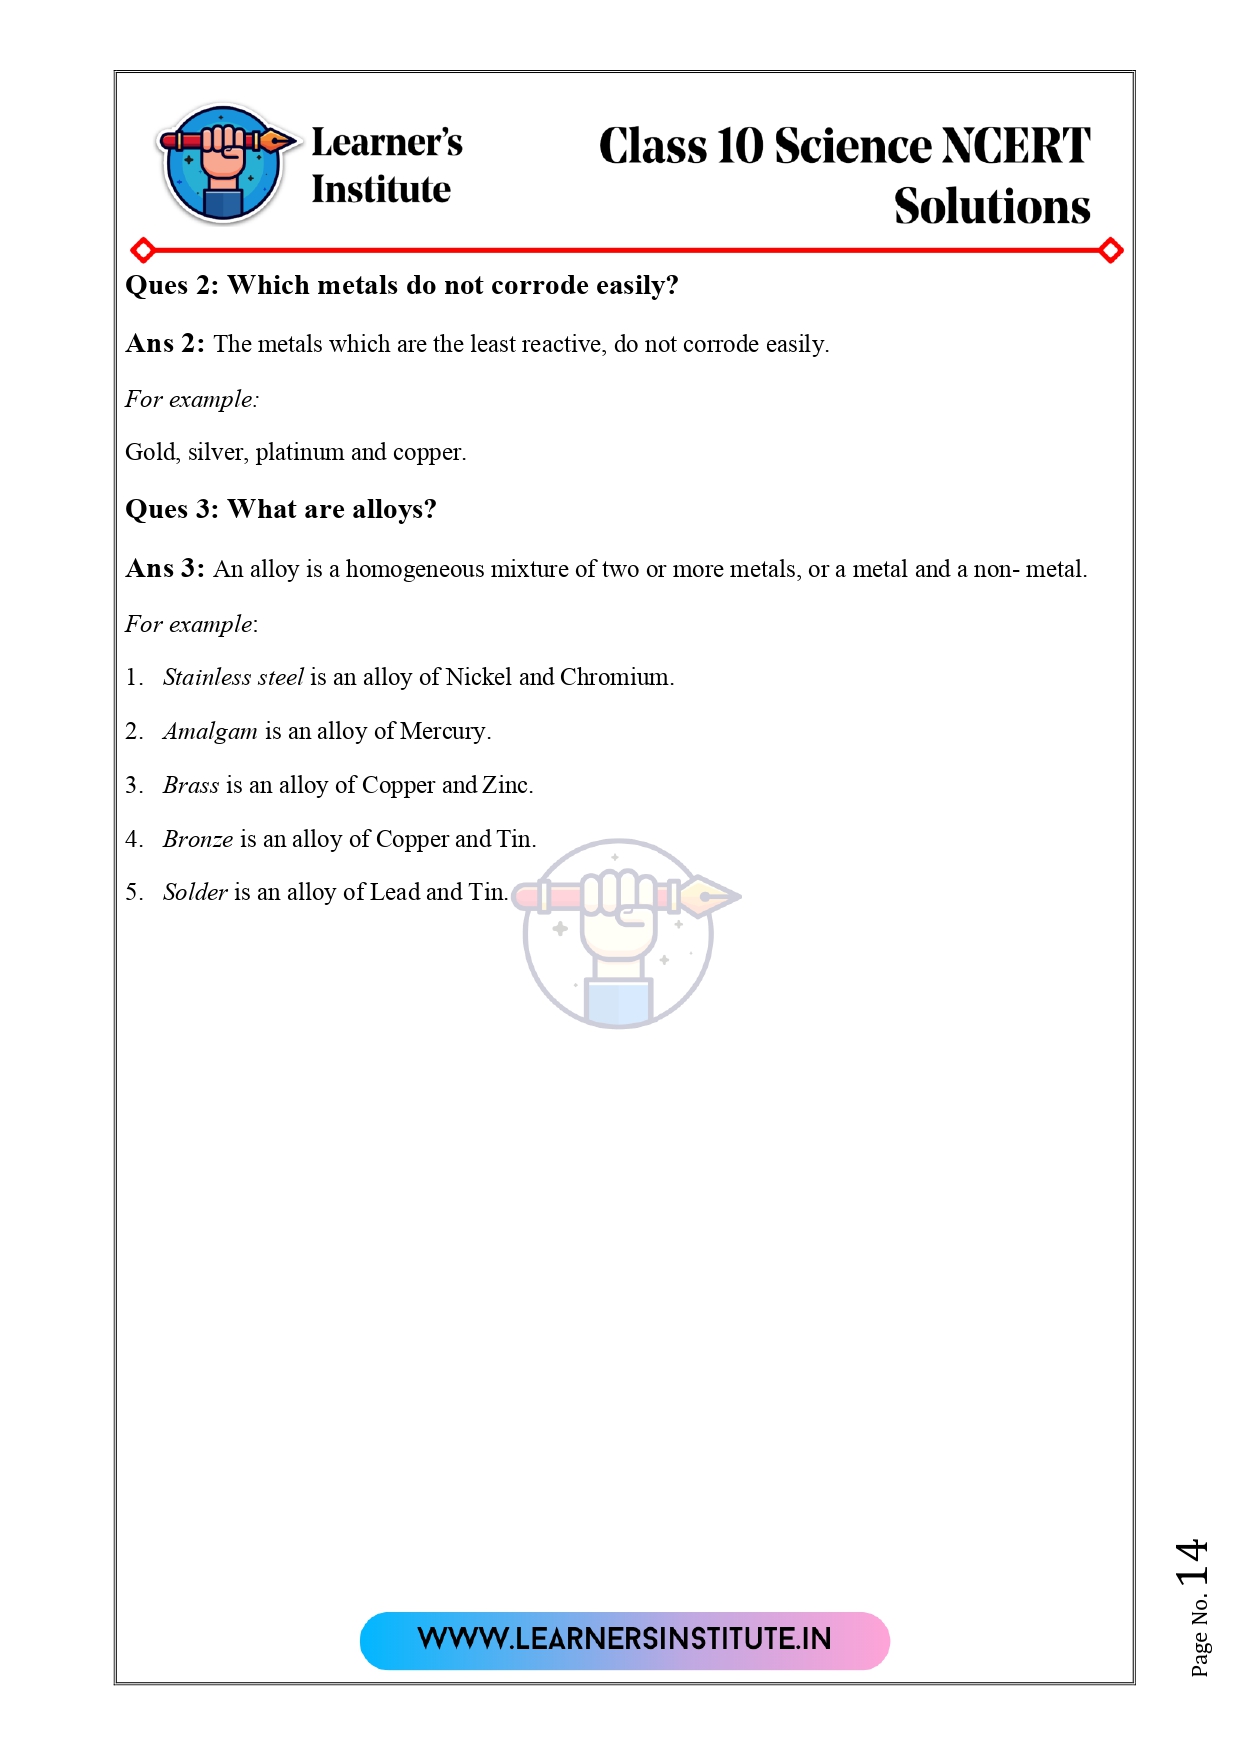 Learner's
Institute
Class 10 Science NCERT
Solutions
Ques 2: Which metals do not corrode easily?
Ans 2: The metals which are the least reactive, do not corrode easily.
For example:
Gold, silver, platinum and copper.
Ques 3: What are alloys?
Ans 3: An alloy is a homogeneous mixture of two or more metals, or a metal and a non- metal.
For example:
1. Stainless steel is an alloy of Nickel and Chromium.
2. Amalgam is an alloy of Mercury.
3. Brass is an alloy of Copper and Zinc.
4. Bronze is an alloy of Copper and Tin.
5. Solder is an alloy of Lead and Tin.
WWW.LEARNERSINSTITUTE.IN
Page No. 14